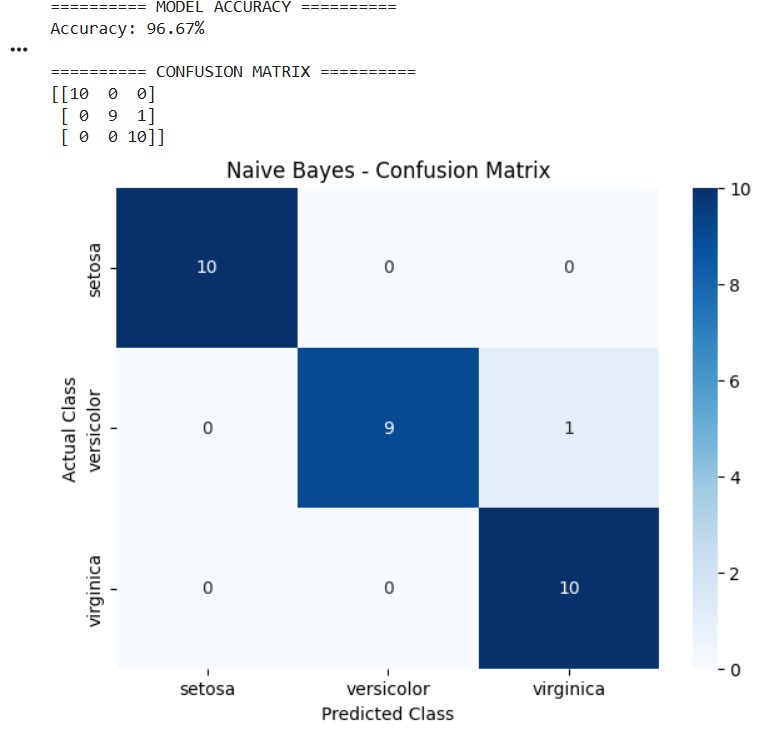 ========== MODEL ACCURACY ==========
Accuracy: 96.67%
...
========== CONFUSION MATRIX ==========
[[10  0  0]
 [ 0  9  1]
 [ 0  0 10]]
Naive Bayes - Confusion Matrix
setosa 10 0 0
versicolor 0 9 1
virginica 0 0 10
Actual Class
setosa versicolor virginica
Predicted Class
10
8
6
4
2
0